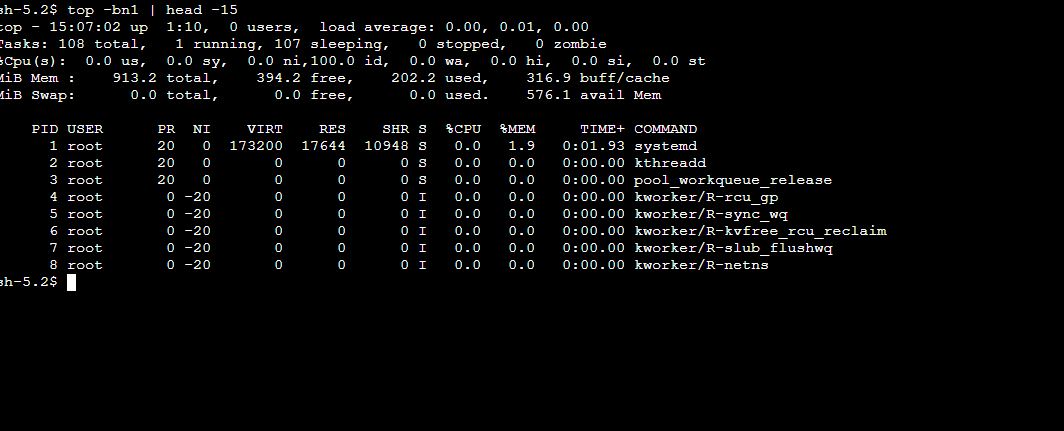 sh-5.2$ top -bn1 | head -15
top - 15:07:02 up  1:10,  0 users,  load average: 0.00, 0.01, 0.00
Tasks: 108 total,   1 running, 107 sleeping,   0 stopped,   0 zombie
%Cpu(s):  0.0 us,  0.0 sy,  0.0 ni,100.0 id,  0.0 wa,  0.0 hi,  0.0 si,  0.0 st
MiB Mem :    913.2 total,    394.2 free,    202.2 used,    316.9 buff/cache
MiB Swap:      0.0 total,      0.0 free,      0.0 used.    576.1 avail Mem
PID USER      PR  NI    VIRT    RES    SHR S  %CPU  %MEM     TIME+ COMMAND
1 root      20   0  173200  17644  10948 S   0.0   1.9   0:01.93 systemd
2 root      20   0       0      0      0 S   0.0   0.0   0:00.00 kthreadd
3 root      20   0       0      0      0 S   0.0   0.0   0:00.00 pool_workqueue_release
4 root       0 -20       0      0      0 I   0.0   0.0   0:00.00 kworker/R-rcu_gp
5 root       0 -20       0      0      0 I   0.0   0.0   0:00.00 kworker/R-sync_wq
6 root       0 -20       0      0      0 I   0.0   0.0   0:00.00 kworker/R-kvfree_rcu_reclaim
7 root       0 -20       0      0      0 I   0.0   0.0   0:00.00 kworker/R-slub_flushwq
8 root       0 -20       0      0      0 I   0.0   0.0   0:00.00 kworker/R-netns
sh-5.2$